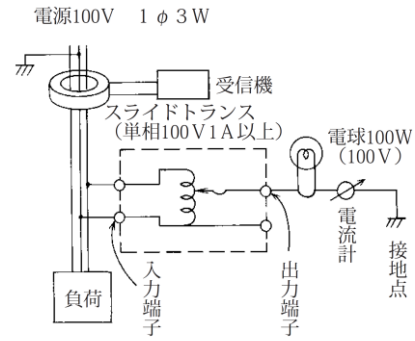 電源100V 1φ3W
受信機
スライドトランス
(単相100V1A以上)
電球100W
(100V)
電流計
接地点
入力端子
出力端子
負荷